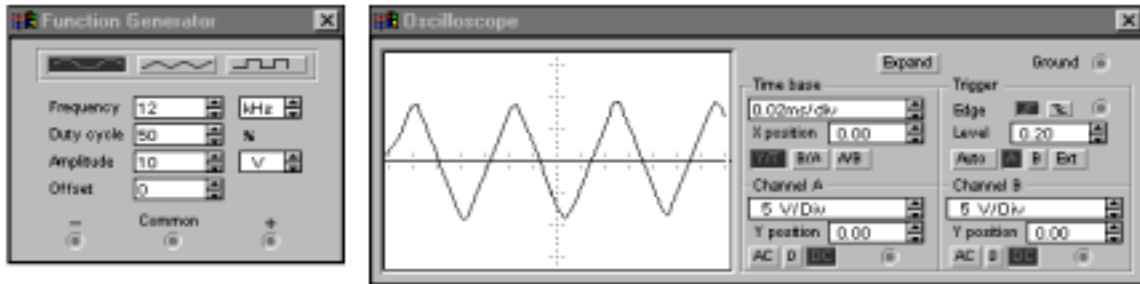 Function Generator
Frequency 12 kHz
Duty cycle 50 %
Amplitude 10 V
Offset 0
− Common +
Oscilloscope
Expand Ground
Time base
0.02ms/div
X position 0.00
Y/T B/A A/B
Trigger
Edge
Level 0.20
Auto A B Ext
Channel A
5 V/Div
Y position 0.00
AC 0 DC
Channel B
5 V/Div
Y position 0.00
AC 0 DC